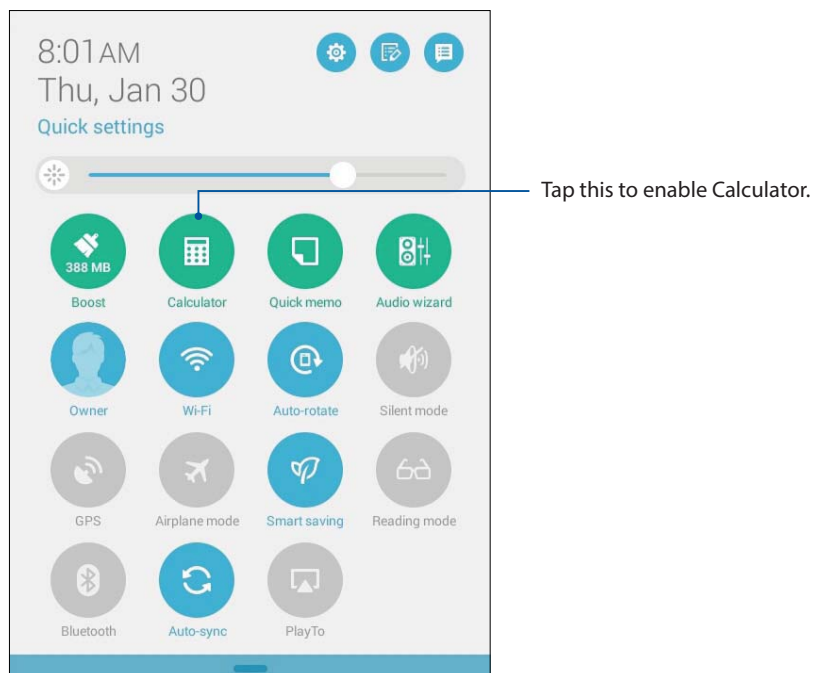 8:01AM
Thu, Jan 30
Quick settings
Tap this to enable Calculator.
388 MB
Boost Calculator Quick memo Audio wizard
Owner Wi-Fi Auto-rotate Silent mode
GPS Airplane mode Smart saving Reading mode
Bluetooth Auto-sync PlayTo